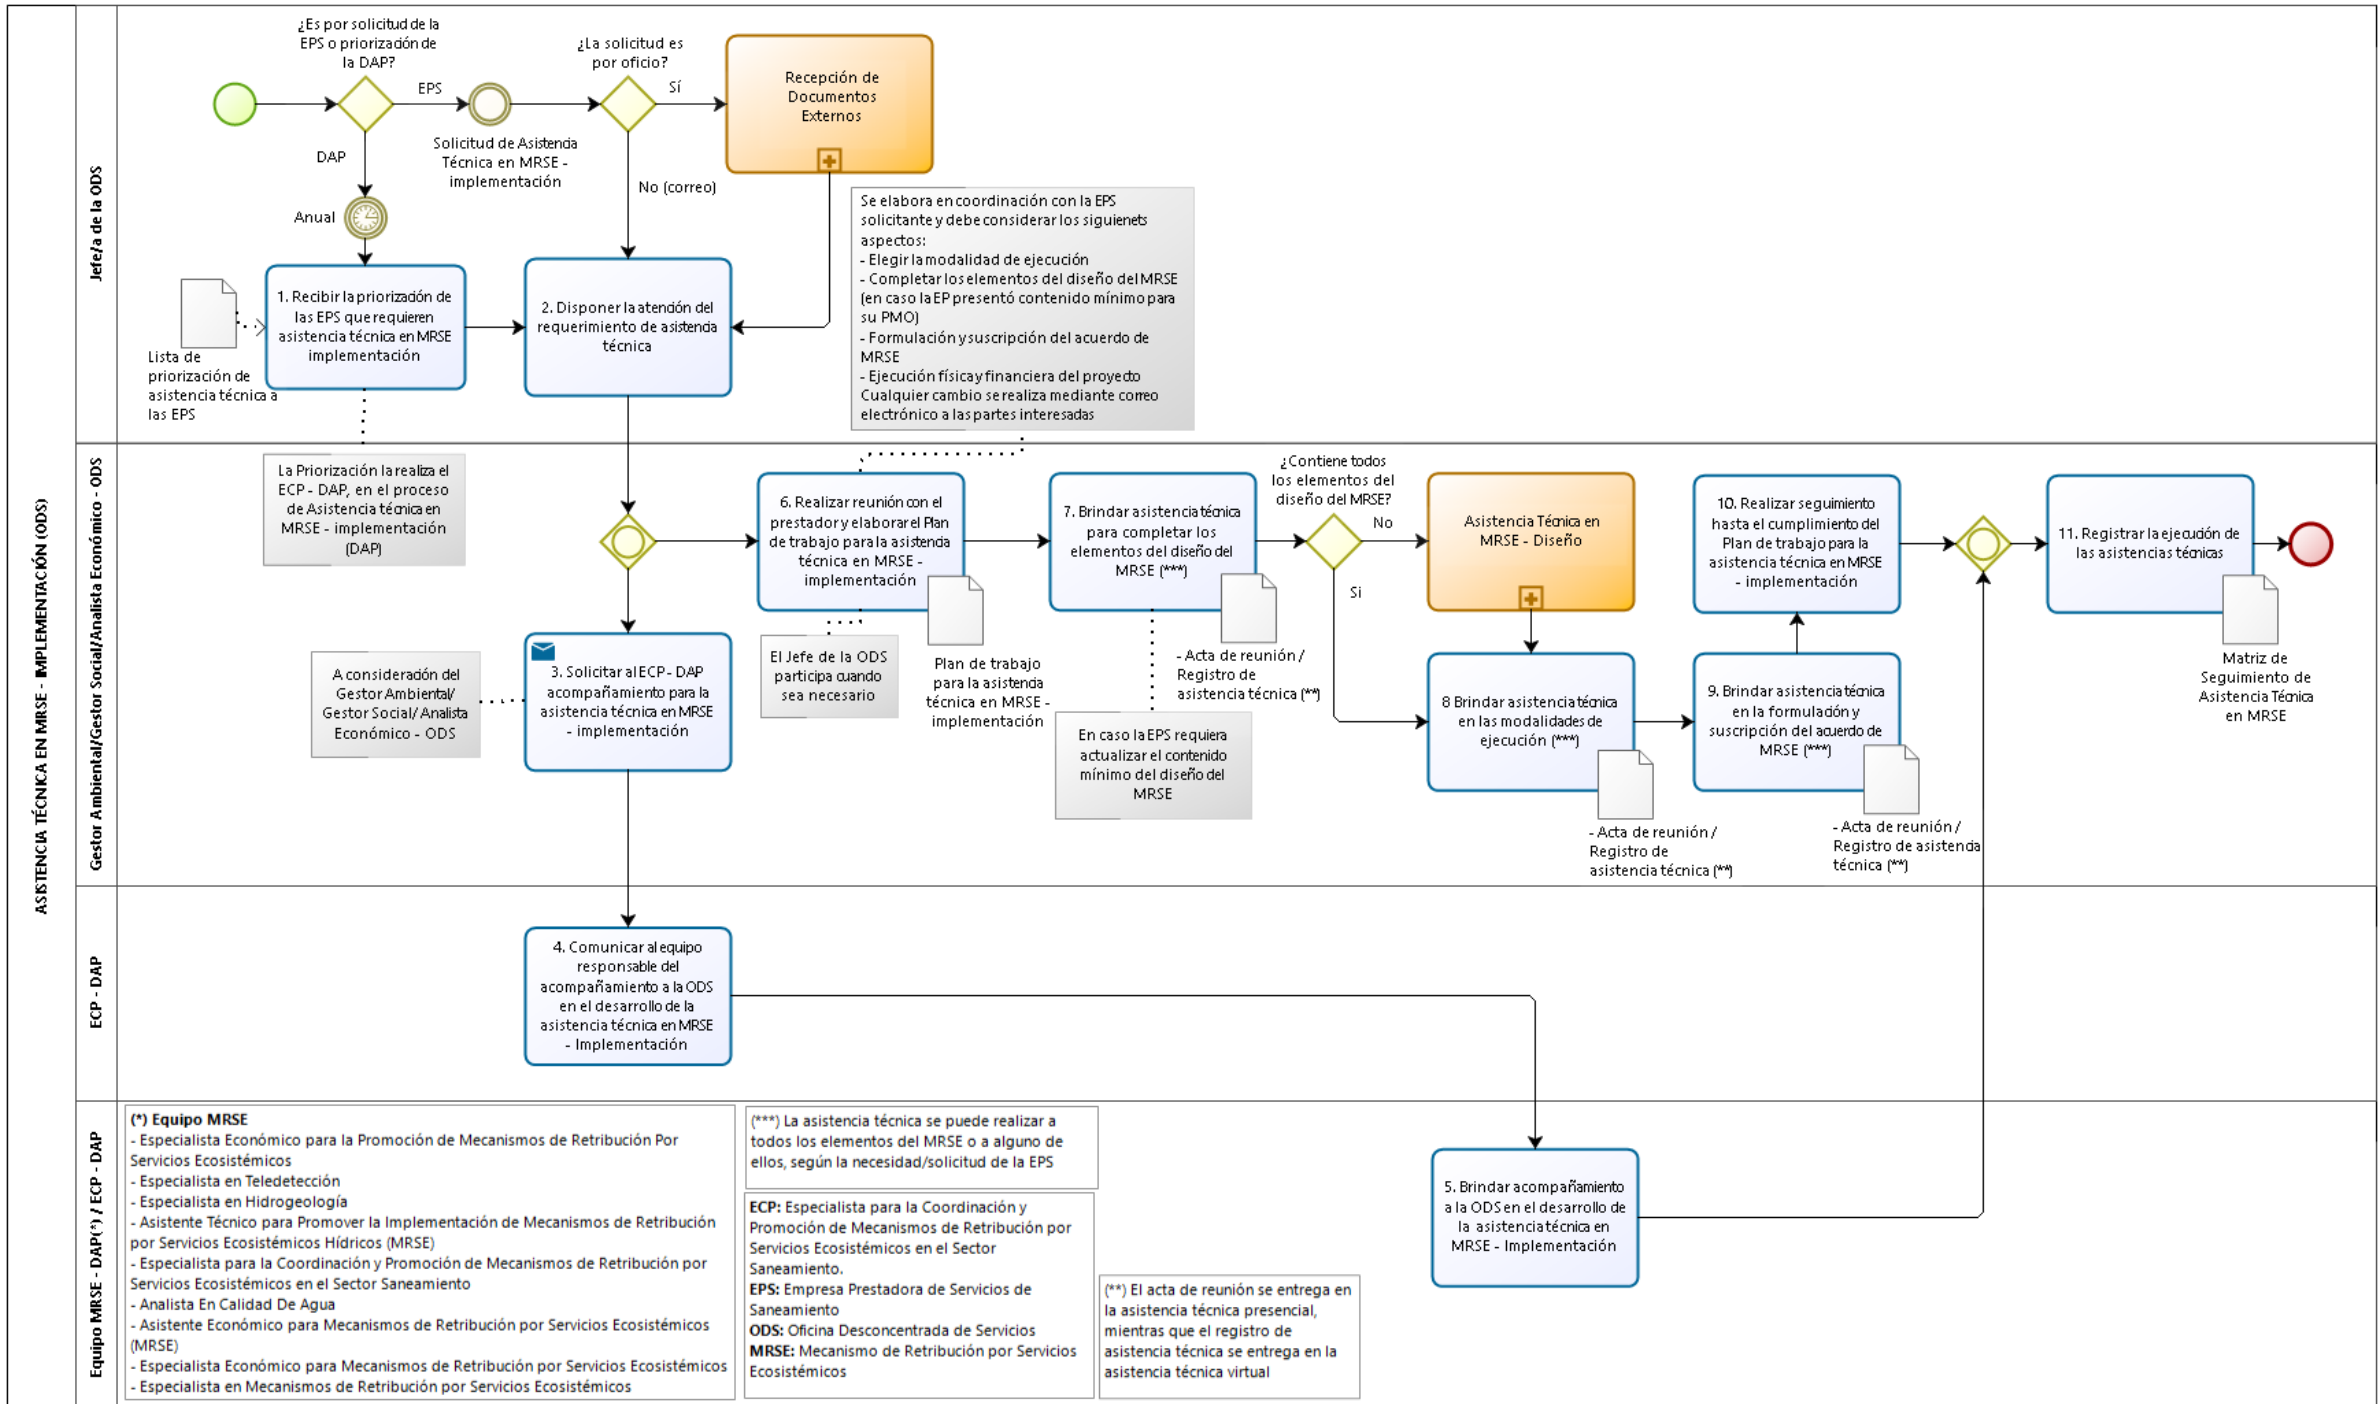 ASISTENCIA TÉCNICA EN MRSE - IMPLEMENTACIÓN (ODS)
Jefe/a de la ODS
¿Es por solicitud de la
EPS o priorización de
la DAP?
EPS
DAP
Anual
Solicitud de Asistencia
Técnica en MRSE -
implementación
¿La solicitud es
por oficio?
Sí
No (correo)
Recepción de
Documentos
Externos
Lista de
priorización de
asistencia técnica a
las EPS
1. Recibir la priorización de
las EPS que requieren
asistencia técnica en MRSE
implementación
2. Disponer la atención del
requerimiento de asistencia
técnica
Se elabora en coordinación con la EPS
solicitante y debe considerar los siguienets
aspectos:
- Elegir la modalidad de ejecución
- Completar los elementos del diseño del MRSE
(en caso la EP presentó contenido mínimo para
su PMO)
- Formulación y suscripción del acuerdo de
MRSE
- Ejecución física y financiera del proyecto
Cualquier cambio se realiza mediante correo
electrónico a las partes interesadas
Gestor Ambiental/Gestor Social/Analista Económico - ODS
La Priorización la realiza el
ECP - DAP, en el proceso
de Asistencia técnica en
MRSE - implementación
(DAP)
A consideración del
Gestor Ambiental/
Gestor Social/ Analista
Económico - ODS
3. Solicitar al ECP - DAP
acompañamiento para la
asistencia técnica en MRSE
- implementación
6. Realizar reunión con el
prestador y elaborar el Plan
de trabajo para la asistencia
técnica en MRSE -
implementación
El Jefe de la ODS
participa cuando
sea necesario
Plan de trabajo
para la asistencia
técnica en MRSE -
implementación
7. Brindar asistencia técnica
para completar los
elementos del diseño del
MRSE (***)
- Acta de reunión /
Registro de
asistencia técnica (**)
En caso la EPS requiera
actualizar el contenido
mínimo del diseño del
MRSE
¿Contiene todos
los elementos del
diseño del MRSE?
No
Si
Asistencia Técnica en
MRSE - Diseño
8 Brindar asistencia técnica
en las modalidades de
ejecución (***)
- Acta de reunión /
Registro de
asistencia técnica (**)
9. Brindar asistencia técnica
en la formulación y
suscripción del acuerdo de
MRSE (***)
- Acta de reunión /
Registro de asistencia
técnica (**)
10. Realizar seguimiento
hasta el cumplimiento del
Plan de trabajo para la
asistencia técnica en MRSE
- implementación
11. Registrar la ejecución de
las asistencias técnicas
Matriz de
Seguimiento de
Asistencia Técnica
en MRSE
ECP - DAP
4. Comunicar al equipo
responsable del
acompañamiento a la ODS
en el desarrollo de la
asistencia técnica en MRSE
- Implementación
Equipo MRSE - DAP(*) / ECP - DAP
(*) Equipo MRSE
- Especialista Económico para la Promoción de Mecanismos de Retribución Por
Servicios Ecosistémicos
- Especialista en Teledetección
- Especialista en Hidrogeología
- Asistente Técnico para Promover la Implementación de Mecanismos de Retribución
por Servicios Ecosistémicos Hídricos (MRSE)
- Especialista para la Coordinación y Promoción de Mecanismos de Retribución por
Servicios Ecosistémicos en el Sector Saneamiento
- Analista En Calidad De Agua
- Asistente Económico para Mecanismos de Retribución por Servicios Ecosistémicos
(MRSE)
- Especialista Económico para Mecanismos de Retribución por Servicios Ecosistémicos
- Especialista en Mecanismos de Retribución por Servicios Ecosistémicos
(***) La asistencia técnica se puede realizar a
todos los elementos del MRSE o a alguno de
ellos, según la necesidad/solicitud de la EPS
ECP: Especialista para la Coordinación y
Promoción de Mecanismos de Retribución por
Servicios Ecosistémicos en el Sector
Saneamiento.
EPS: Empresa Prestadora de Servicios de
Saneamiento
ODS: Oficina Desconcentrada de Servicios
MRSE: Mecanismo de Retribución por Servicios
Ecosistémicos
(**) El acta de reunión se entrega en
la asistencia técnica presencial,
mientras que el registro de
asistencia técnica se entrega en la
asistencia técnica virtual
5. Brindar acompañamiento
a la ODS en el desarrollo de
la asistencia técnica en
MRSE - Implementación